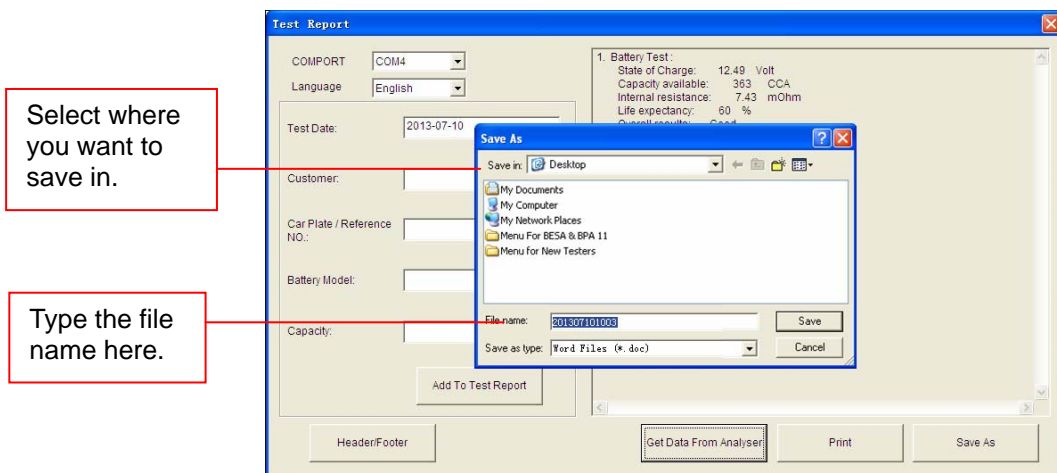 Test Report
COMPORT
COM4
Language
English
Test Date:
2013-07-10
Customer:
Car Plate / Reference
NO.:
Battery Model:
Capacity:
Add To Test Report
Header/Footer
1. Battery Test:
State of Charge: 12.49 Volt
Capacity available: 363 CCA
Internal resistance: 7.43 mOhm
Life expectancy: 60 %
Overall results: Good
Save As
Save in:
Desktop
My Documents
My Computer
My Network Places
Menu For BESA & BPA 11
Menu for New Testers
File name:
201307101003
Save
Save as type:
Word Files (*.doc)
Cancel
Get Data From Analyser
Print
Save As
Select where
you want to
save in.
Type the file
name here.